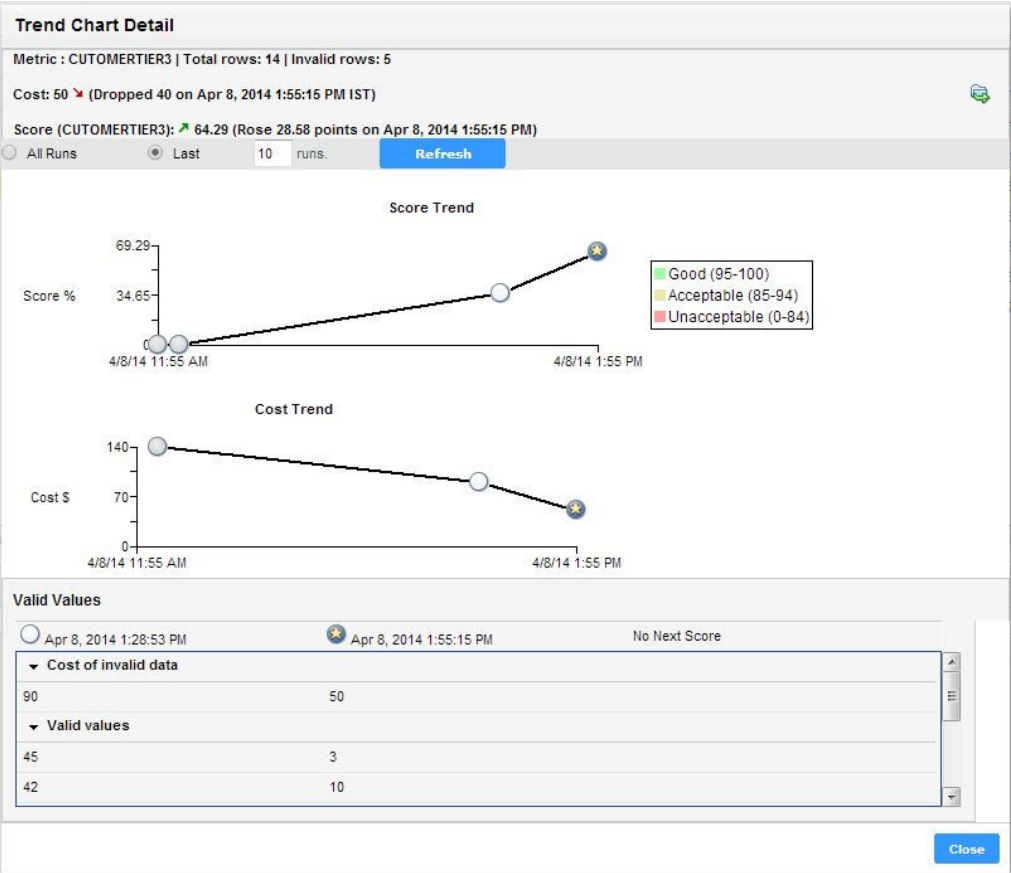 Trend Chart Detail
Metric : CUTOMERTIER3 | Total rows: 14 | Invalid rows: 5
Cost: 50 (Dropped 40 on Apr 8, 2014 1:55:15 PM IST)
Score (CUTOMERTIER3): 64.29 (Rose 28.58 points on Apr 8, 2014 1:55:15 PM)
All Runs Last 10 runs. Refresh
Score Trend
69.29
Score % 34.65
0
4/8/14 11:55 AM 4/8/14 1:55 PM
Good (95-100)
Acceptable (85-94)
Unacceptable (0-84)
Cost Trend
140
Cost $ 70
0
4/8/14 11:55 AM 4/8/14 1:55 PM
Valid Values
Apr 8, 2014 1:28:53 PM Apr 8, 2014 1:55:15 PM No Next Score
Cost of invalid data
90 50
Valid values
45 3
42 10
Close